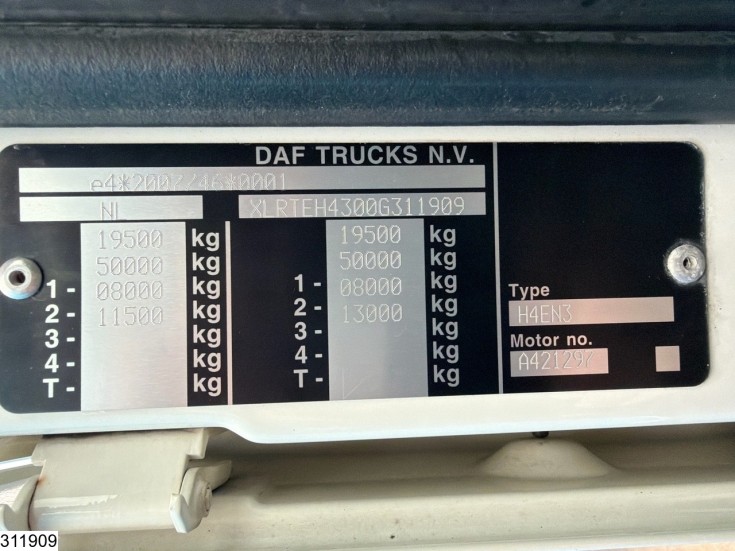 DAF TRUCKS N.V.
e4*2007/46*0001
NL XLRTEH4300G311909
19500 kg 19500 kg
50000 kg 50000 kg
1 - 08000 kg 1 - 08000 kg
2 - 11500 kg 2 - 13000 kg
3 - kg 3 - kg
4 - kg 4 - kg
T - kg T - kg
Type
H4EN3
Motor no.
311909